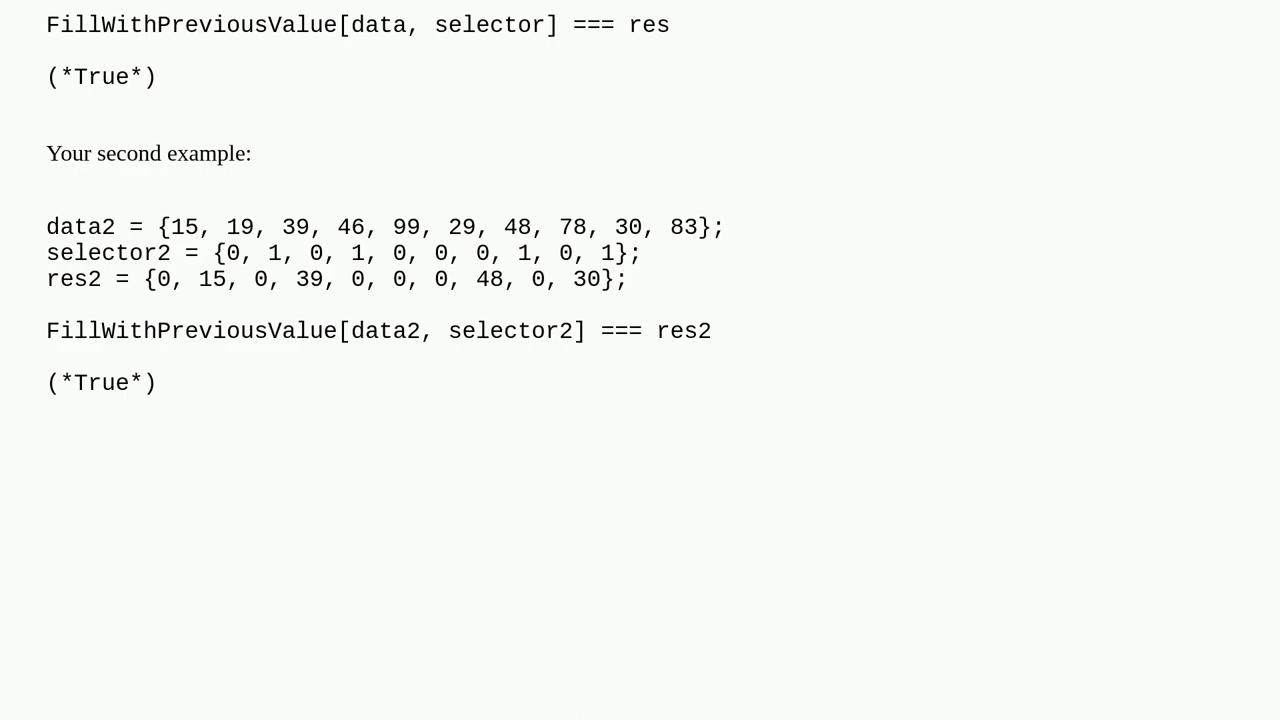 FillWithPreviousValue[data, selector] === res
(*True*)
Your second example:
data2 = {15, 19, 39, 46, 99, 29, 48, 78, 30, 83};
selector2 = {0, 1, 0, 1, 0, 0, 0, 1, 0, 1};
res2 = {0, 15, 0, 39, 0, 0, 0, 48, 0, 30};
FillWithPreviousValue[data2, selector2] === res2
(*True*)